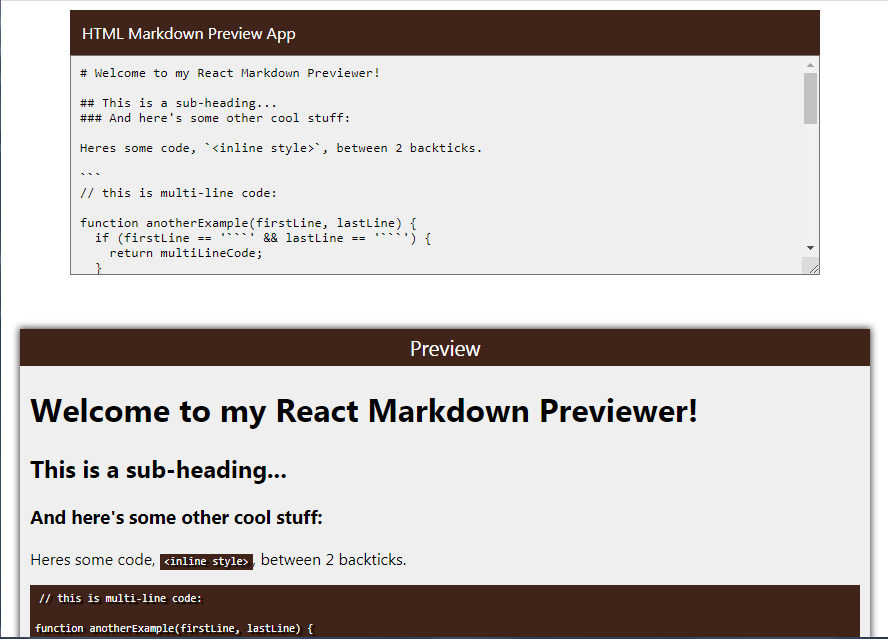 HTML Markdown Preview App
# Welcome to my React Markdown Previewer!
## This is a sub-heading...
### And here's some other cool stuff:
Heres some code, `<inline style>`, between 2 backticks.
```
// this is multi-line code:
function anotherExample(firstLine, lastLine) {
  if (firstLine == '```' && lastLine == '```') {
    return multiLineCode;
  }
Preview
Welcome to my React Markdown Previewer!
This is a sub-heading...
And here's some other cool stuff:
Heres some code, <inline style>, between 2 backticks.
// this is multi-line code:
function anotherExample(firstLine, lastLine) {